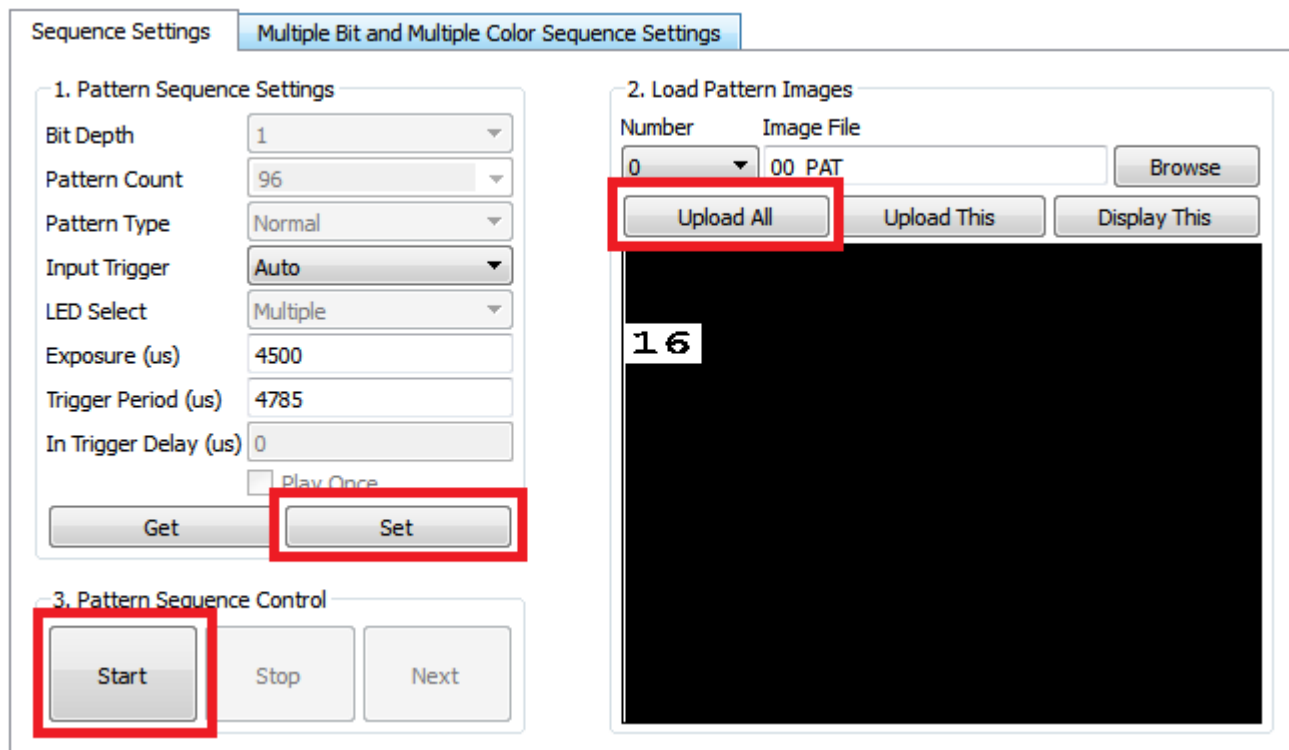 Sequence Settings
Multiple Bit and Multiple Color Sequence Settings
1. Pattern Sequence Settings
Bit Depth 1
Pattern Count 96
Pattern Type Normal
Input Trigger Auto
LED Select Multiple
Exposure (us) 4500
Trigger Period (us) 4785
In Trigger Delay (us) 0
Play Once
Get Set
3. Pattern Sequence Control
Start Stop Next
2. Load Pattern Images
Number Image File
0 00 PAT Browse
Upload All Upload This Display This
16